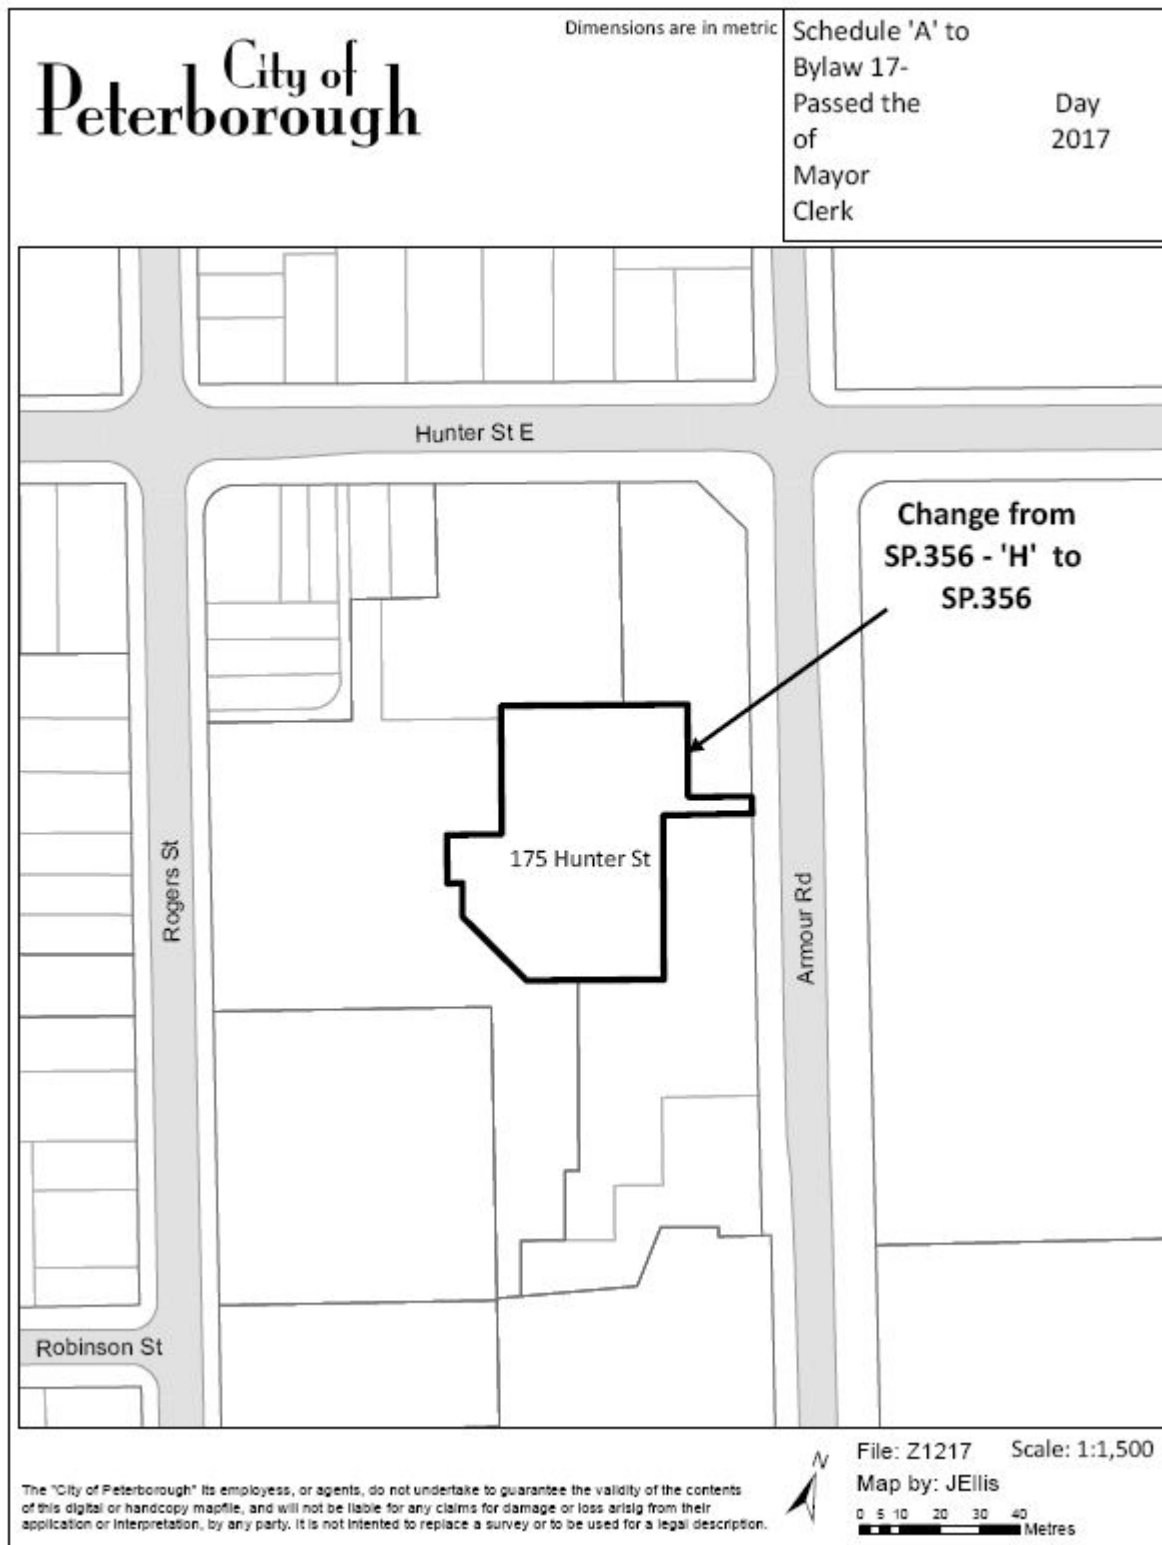 City of
Peterborough
Dimensions are in metric
Schedule 'A' to
Bylaw 17-
Passed the Day
of 2017
Mayor
Clerk
Hunter St E
Change from
SP.356 - 'H' to
SP.356
175 Hunter St
Rogers St
Armour Rd
Robinson St
The "City of Peterborough" its employess, or agents, do not undertake to guarantee the validity of the contents
of this digital or handcopy mapfile, and will not be liable for any claims for damage or loss arisig from their
application or interpretation, by any party. It is not intended to replace a survey or to be used for a legal description.
N
File: Z1217 Scale: 1:1,500
Map by: JEllis
0 5 10 20 30 40
Metres